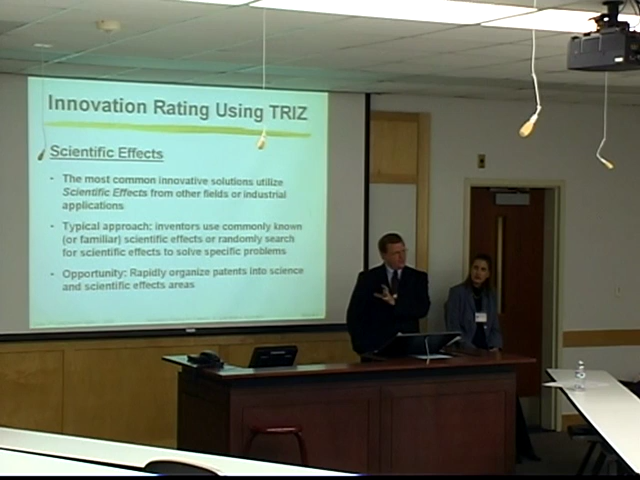 Innovation Rating Using TRIZ
Scientific Effects
• The most common innovative solutions utilize
Scientific Effects from other fields or industrial
applications
• Typical approach: inventors use commonly known
(or familiar) scientific effects or randomly search
for scientific effects to solve specific problems
• Opportunity: Rapidly organize patents into science
and scientific effects areas